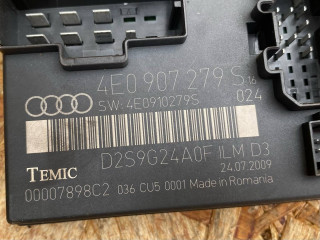 4E0 907 279 S 16
SW: 4E0910279S 024
D2S9G24A0F ILM D3
TEMIC 24.07.2009
00007898C2 036 CU5 0001 Made in Romania